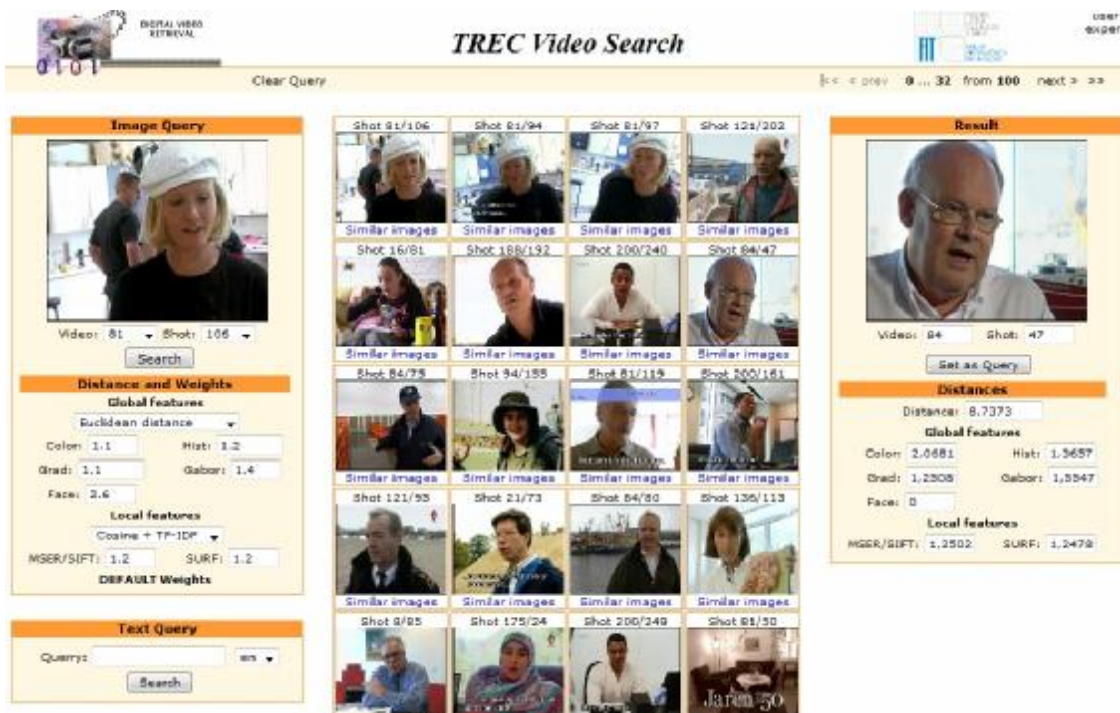 DIGITAL VIDEO
RETRIEVAL
0101
TREC Video Search
FIT
user
exper
Clear Query
< prev 0 ... 32 from 100 next > >>
Image Query
Video: 81 Shot: 106
Search
Distance and Weights
Global features
Euclidean distance
Color: 1.1 Hist: 1.2
Grad: 1.1 Gabor: 1.4
Face: 2.6
Local features
Cosine + TF-IDF
MSER/SIFT: 1.2 SURF: 1.2
DEFAULT Weights
Text Query
Querry: en
Search
Shot 81/106 Shot 81/94 Shot 81/97 Shot 121/202
Similar images Similar images Similar images Similar images
Shot 16/81 Shot 188/192 Shot 200/240 Shot 84/47
Similar images Similar images Similar images Similar images
Shot 84/75 Shot 94/155 Shot 81/119 Shot 200/161
Similar images Similar images Similar images Similar images
Shot 121/93 Shot 21/73 Shot 84/80 Shot 136/113
Similar images Similar images Similar images Similar images
Shot 8/85 Shot 175/24 Shot 200/248 Shot 81/30
Jaren '50
Result
Video: 84 Shot: 47
Set as Query
Distances
Distance: 8.7373
Global features
Color: 2,0681 Hist: 1,3657
Grad: 1,2308 Gabor: 1,5347
Face: 0
Local features
MSER/SIFT: 1,2502 SURF: 1,2478